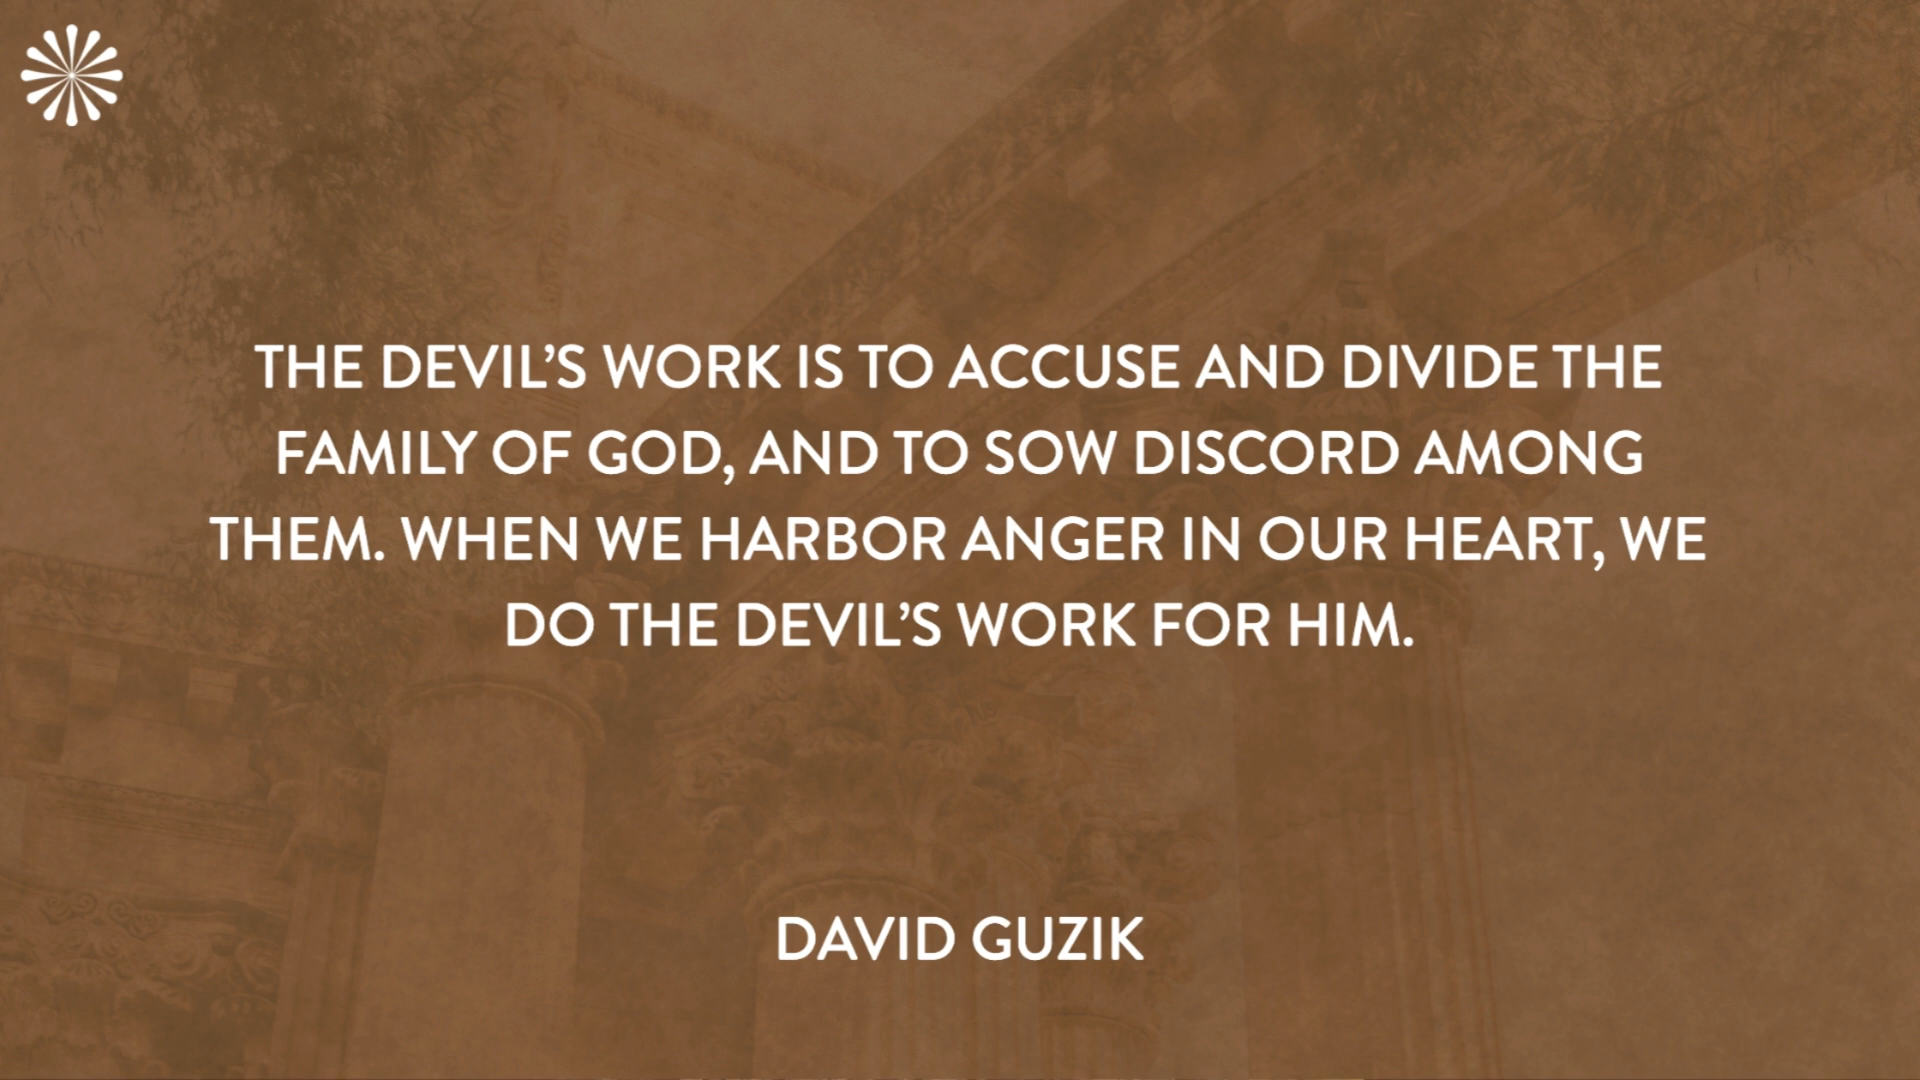 THE DEVIL’S WORK IS TO ACCUSE AND DIVIDE THE
FAMILY OF GOD, AND TO SOW DISCORD AMONG
THEM. WHEN WE HARBOR ANGER IN OUR HEART, WE
DO THE DEVIL’S WORK FOR HIM.
DAVID GUZIK